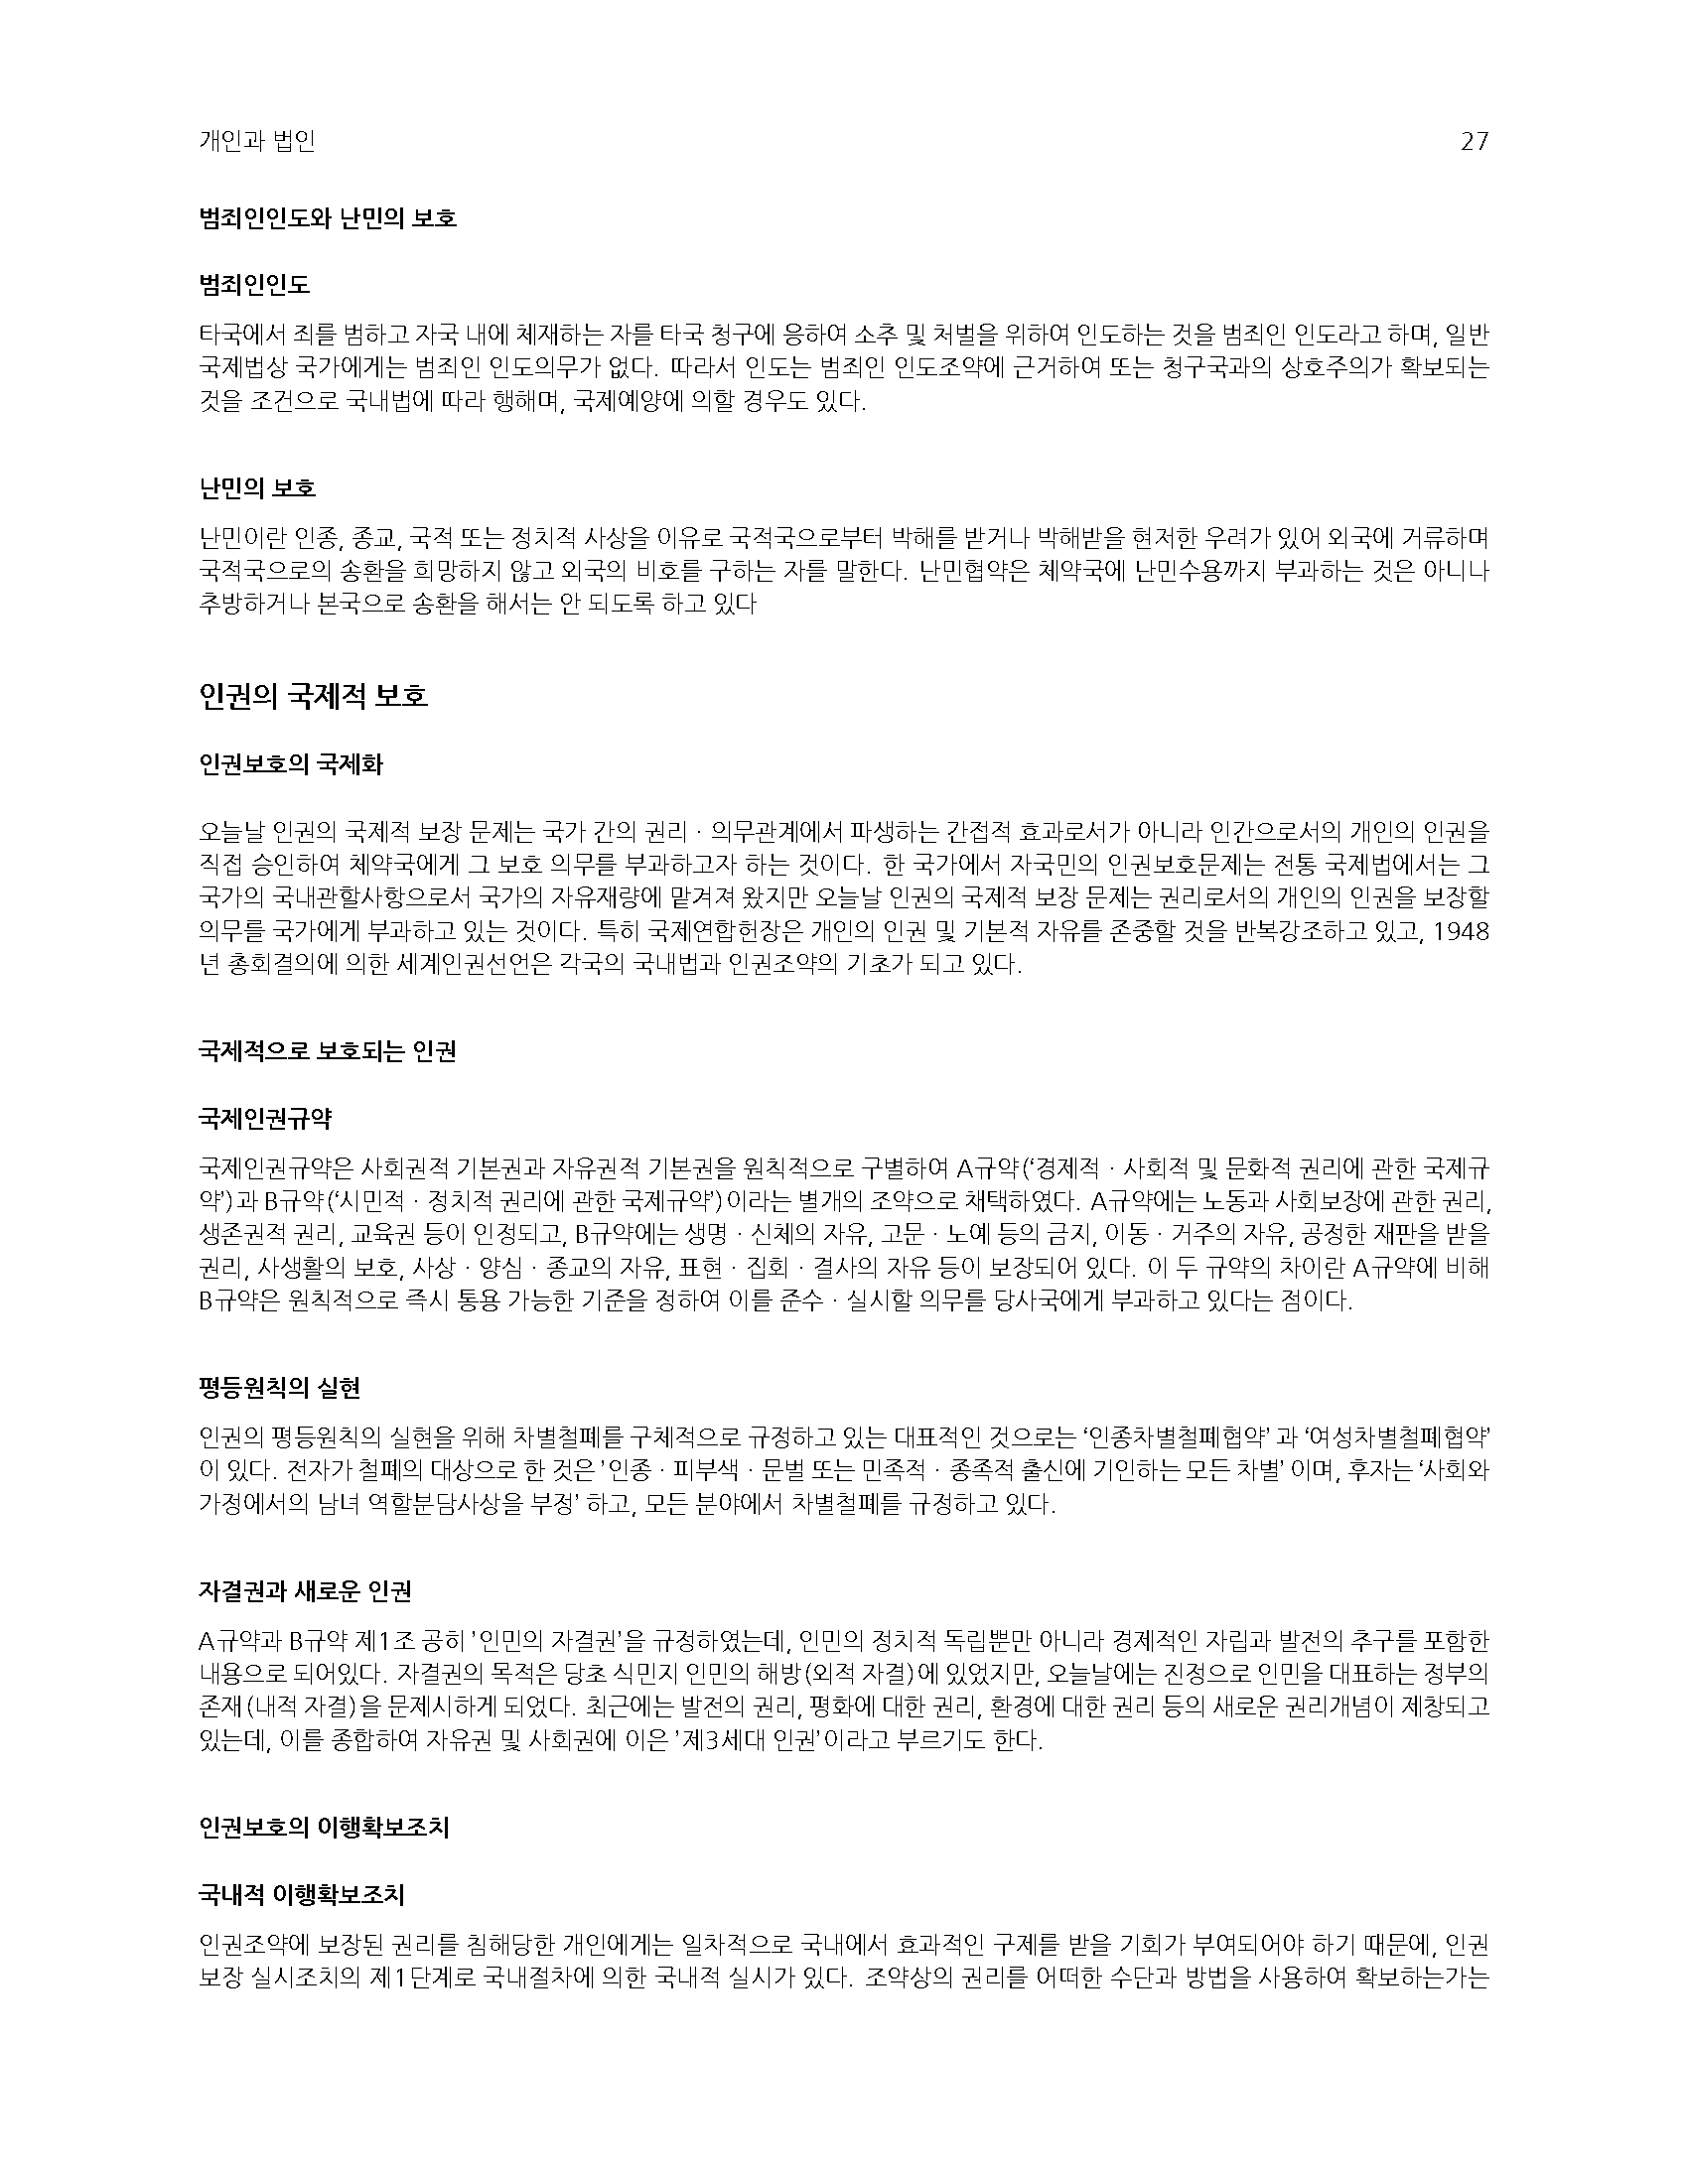 개인과 법인 27
범죄인인도와 난민의 보호
범죄인인도
타국에서 죄를 범하고 자국 내에 체재하는 자를 타국 청구에 응하여 소추 및 처벌을 위하여 인도하는 것을 범죄인 인도라고 하며, 일반
국제법상 국가에게는 범죄인 인도의무가 없다. 따라서 인도는 범죄인 인도조약에 근거하여 또는 청구국과의 상호주의가 확보되는
것을 조건으로 국내법에 따라 행해며, 국제예양에 의할 경우도 있다.
난민의 보호
난민이란 인종, 종교, 국적 또는 정치적 사상을 이유로 국적국으로부터 박해를 받거나 박해받을 현저한 우려가 있어 외국에 거류하며
국적국으로의 송환을 희망하지 않고 외국의 비호를 구하는 자를 말한다. 난민협약은 체약국에 난민수용까지 부과하는 것은 아니나
추방하거나 본국으로 송환을 해서는 안 되도록 하고 있다
인권의 국제적 보호
인권보호의 국제화
오늘날 인권의 국제적 보장 문제는 국가 간의 권리 · 의무관계에서 파생하는 간접적 효과로서가 아니라 인간으로서의 개인의 인권을
직접 승인하여 체약국에게 그 보호 의무를 부과하고자 하는 것이다. 한 국가에서 자국민의 인권보호문제는 전통 국제법에서는 그
국가의 국내관할사항으로서 국가의 자유재량에 맡겨져 왔지만 오늘날 인권의 국제적 보장 문제는 권리로서의 개인의 인권을 보장할
의무를 국가에게 부과하고 있는 것이다. 특히 국제연합헌장은 개인의 인권 및 기본적 자유를 존중할 것을 반복강조하고 있고, 1948
년 총회결의에 의한 세계인권선언은 각국의 국내법과 인권조약의 기초가 되고 있다.
국제적으로 보호되는 인권
국제인권규약
국제인권규약은 사회권적 기본권과 자유권적 기본권을 원칙적으로 구별하여 A규약(‘경제적 · 사회적 및 문화적 권리에 관한 국제규
약’)과 B규약(‘시민적 · 정치적 권리에 관한 국제규약’)이라는 별개의 조약으로 채택하였다. A규약에는 노동과 사회보장에 관한 권리,
생존권적 권리, 교육권 등이 인정되고, B규약에는 생명 · 신체의 자유, 고문 · 노예 등의 금지, 이동 · 거주의 자유, 공정한 재판을 받을
권리, 사생활의 보호, 사상 · 양심 · 종교의 자유, 표현 · 집회 · 결사의 자유 등이 보장되어 있다. 이 두 규약의 차이란 A규약에 비해
B규약은 원칙적으로 즉시 통용 가능한 기준을 정하여 이를 준수 · 실시할 의무를 당사국에게 부과하고 있다는 점이다.
평등원칙의 실현
인권의 평등원칙의 실현을 위해 차별철폐를 구체적으로 규정하고 있는 대표적인 것으로는 ‘인종차별철폐협약’ 과 ‘여성차별철폐협약’
이 있다. 전자가 철폐의 대상으로 한 것은 ’인종 · 피부색 · 문벌 또는 민족적 · 종족적 출신에 기인하는 모든 차별’ 이며, 후자는 ‘사회와
가정에서의 남녀 역할분담사상을 부정’ 하고, 모든 분야에서 차별철폐를 규정하고 있다.
자결권과 새로운 인권
A규약과 B규약 제1조 공히 ’인민의 자결권’을 규정하였는데, 인민의 정치적 독립뿐만 아니라 경제적인 자립과 발전의 추구를 포함한
내용으로 되어있다. 자결권의 목적은 당초 식민지 인민의 해방(외적 자결)에 있었지만, 오늘날에는 진정으로 인민을 대표하는 정부의
존재(내적 자결)을 문제시하게 되었다. 최근에는 발전의 권리, 평화에 대한 권리, 환경에 대한 권리 등의 새로운 권리개념이 제창되고
있는데, 이를 종합하여 자유권 및 사회권에 이은 ’제3세대 인권’이라고 부르기도 한다.
인권보호의 이행확보조치
국내적 이행확보조치
인권조약에 보장된 권리를 침해당한 개인에게는 일차적으로 국내에서 효과적인 구제를 받을 기회가 부여되어야 하기 때문에, 인권
보장 실시조치의 제1단계로 국내절차에 의한 국내적 실시가 있다. 조약상의 권리를 어떠한 수단과 방법을 사용하여 확보하는가는